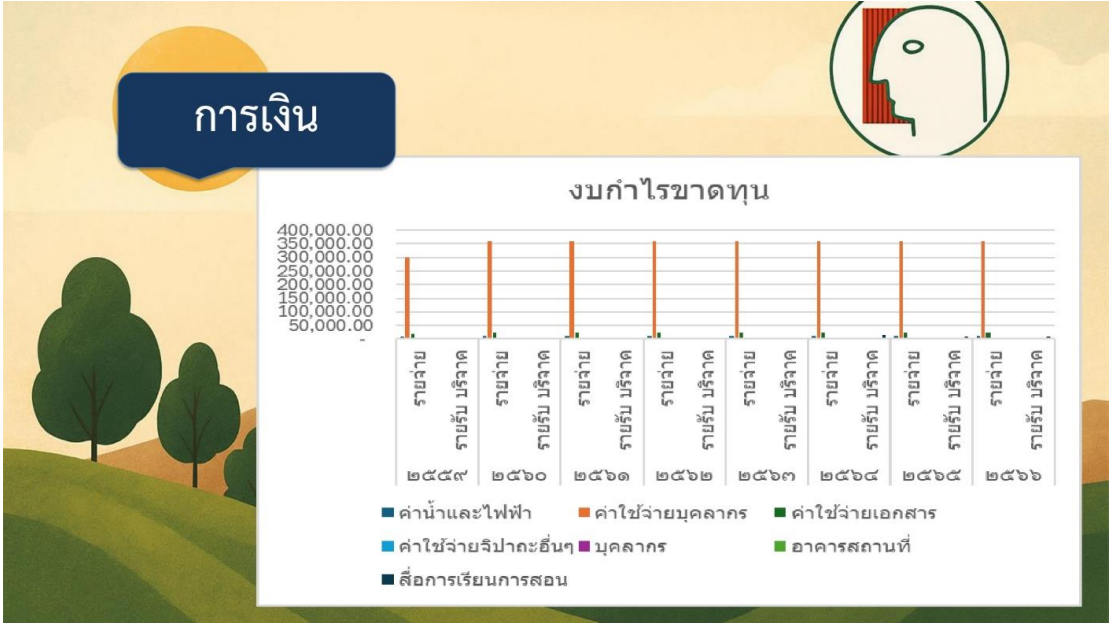 การเงิน
งบกำไรขาดทุน
400,000.00
350,000.00
300,000.00
250,000.00
200,000.00
150,000.00
100,000.00
50,000.00
-
รายจ่าย
รายรับ บริจาค
รายจ่าย
รายรับ บริจาค
รายจ่าย
รายรับ บริจาค
รายจ่าย
รายรับ บริจาค
รายจ่าย
รายรับ บริจาค
รายจ่าย
รายรับ บริจาค
รายจ่าย
รายรับ บริจาค
รายจ่าย
รายรับ บริจาค
๒๕๕๙ ๒๕๖๐ ๒๕๖๑ ๒๕๖๒ ๒๕๖๓ ๒๕๖๔ ๒๕๖๕ ๒๕๖๖
ค่าน้ำและไฟฟ้า ค่าใช้จ่ายบุคลากร ค่าใช้จ่ายเอกสาร
ค่าใช้จ่ายจิปาถะอื่นๆ บุคลากร อาคารสถานที่
สื่อการเรียนการสอน